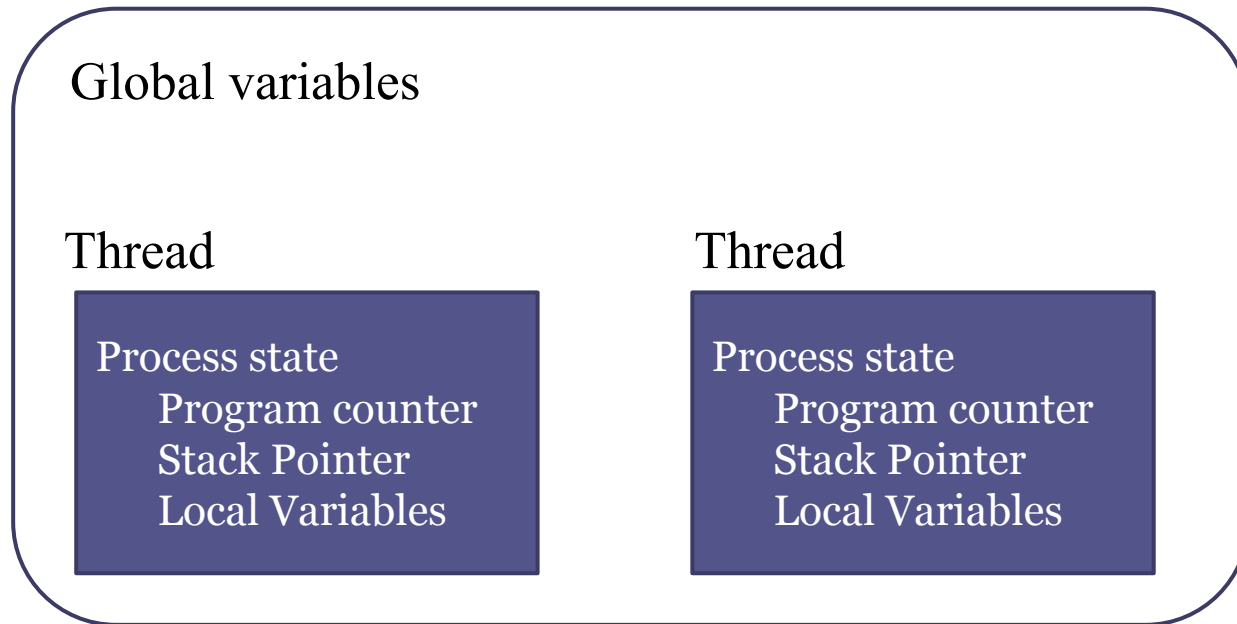 Global variables
Thread
Process state
Program counter
Stack Pointer
Local Variables
Thread
Process state
Program counter
Stack Pointer
Local Variables